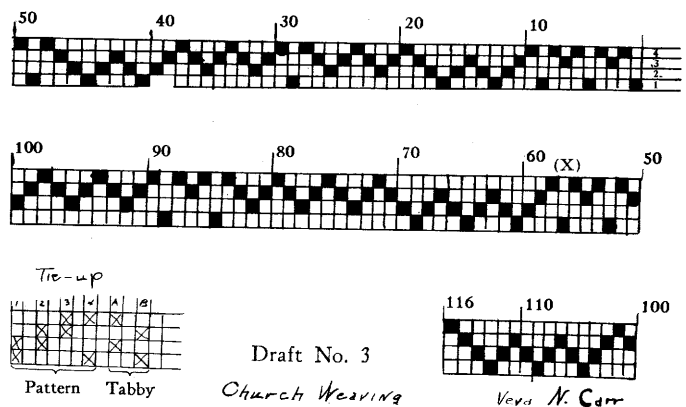 50 40 30 20 10
4
3
2
1
100 90 80 70 60 (X) 50
Tie-up
1 2 3 4 A B
116 110 100
Draft No. 3
Pattern Tabby
Church Weaving
N. Carr